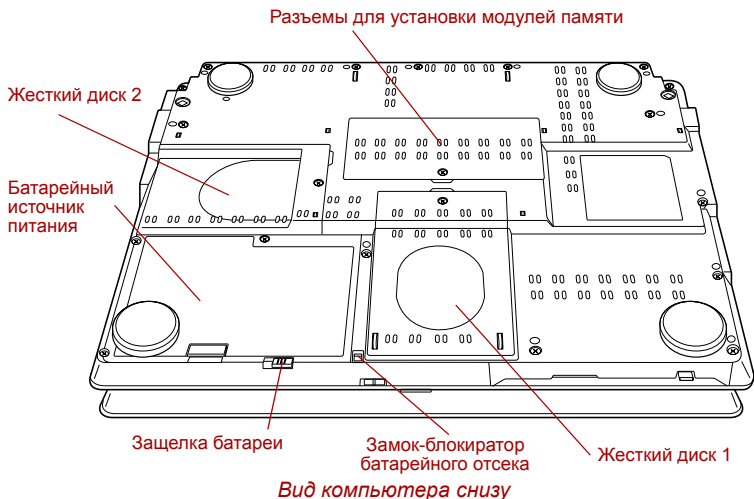 Разъемы для установки модулей памяти
Жесткий диск 2
Батарейный
источник
питания
Защелка батареи
Замок-блокиратор
батарейного отсека
Жесткий диск 1
Вид компьютера снизу